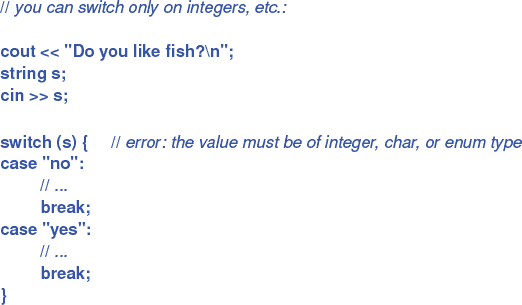 // you can switch only on integers, etc.:
cout << "Do you like fish?\n";
string s;
cin >> s;
switch (s) { // error: the value must be of integer, char, or enum type
case "no":
// ...
break;
case "yes":
// ...
break;
}